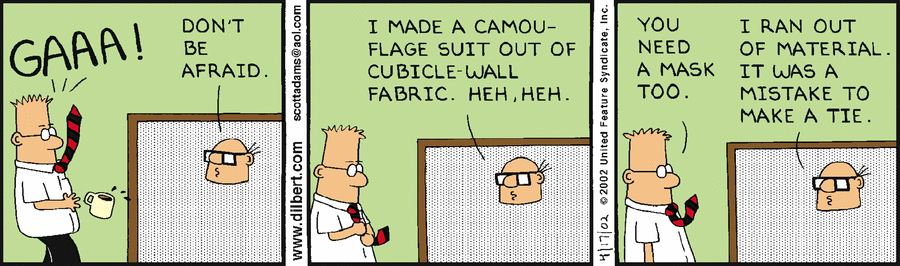 GAAA!
DON'T
BE
AFRAID.
www.dilbert.com scottadams@aol.com
I MADE A CAMOU-
FLAGE SUIT OUT OF
CUBICLE-WALL
FABRIC. HEH, HEH.
4/17/02 © 2002 United Feature Syndicate, Inc.
YOU
NEED
A MASK
TOO.
I RAN OUT
OF MATERIAL.
IT WAS A
MISTAKE TO
MAKE A TIE.